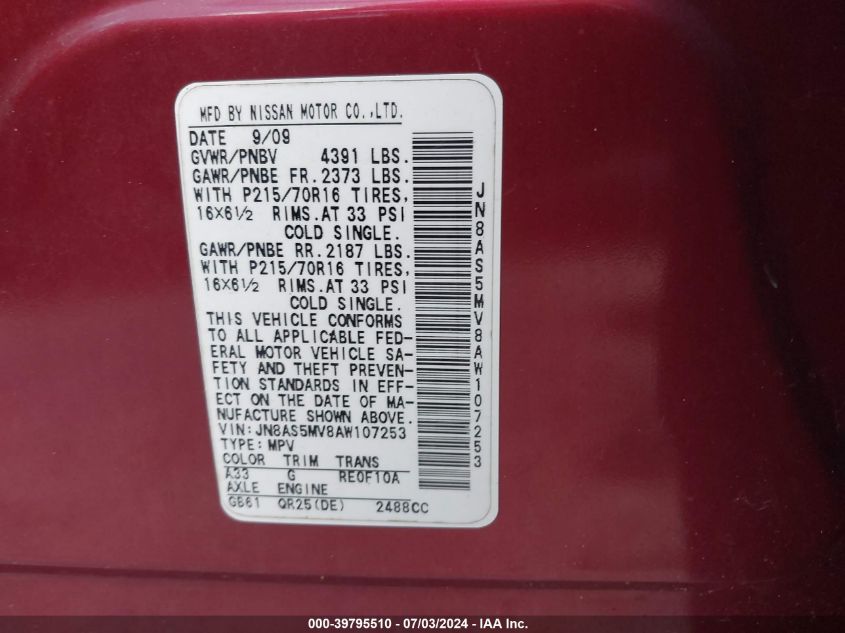 MFD BY NISSAN MOTOR CO.,LTD.
DATE 9/09
GVWR/PNBV 4391 LBS.
GAWR/PNBE FR. 2373 LBS.
WITH P215/70R16 TIRES,
16X6½ RIMS.AT 33 PSI
COLD SINGLE.
GAWR/PNBE RR. 2187 LBS.
WITH P215/70R16 TIRES,
16X6½ RIMS.AT 33 PSI
COLD SINGLE.
THIS VEHICLE CONFORMS
TO ALL APPLICABLE FED-
ERAL MOTOR VEHICLE SA-
FETY AND THEFT PREVEN-
TION STANDARDS IN EFF-
ECT ON THE DATE OF MA-
NUFACTURE SHOWN ABOVE.
VIN:JN8AS5MV8AW107253
TYPE:MPV
COLOR TRIM TRANS
A33 G RE0F10A
AXLE ENGINE
GB61 QR25(DE) 2488CC
JN8AS5MV8AW107253
000-39795510 - 07/03/2024 - IAA Inc.